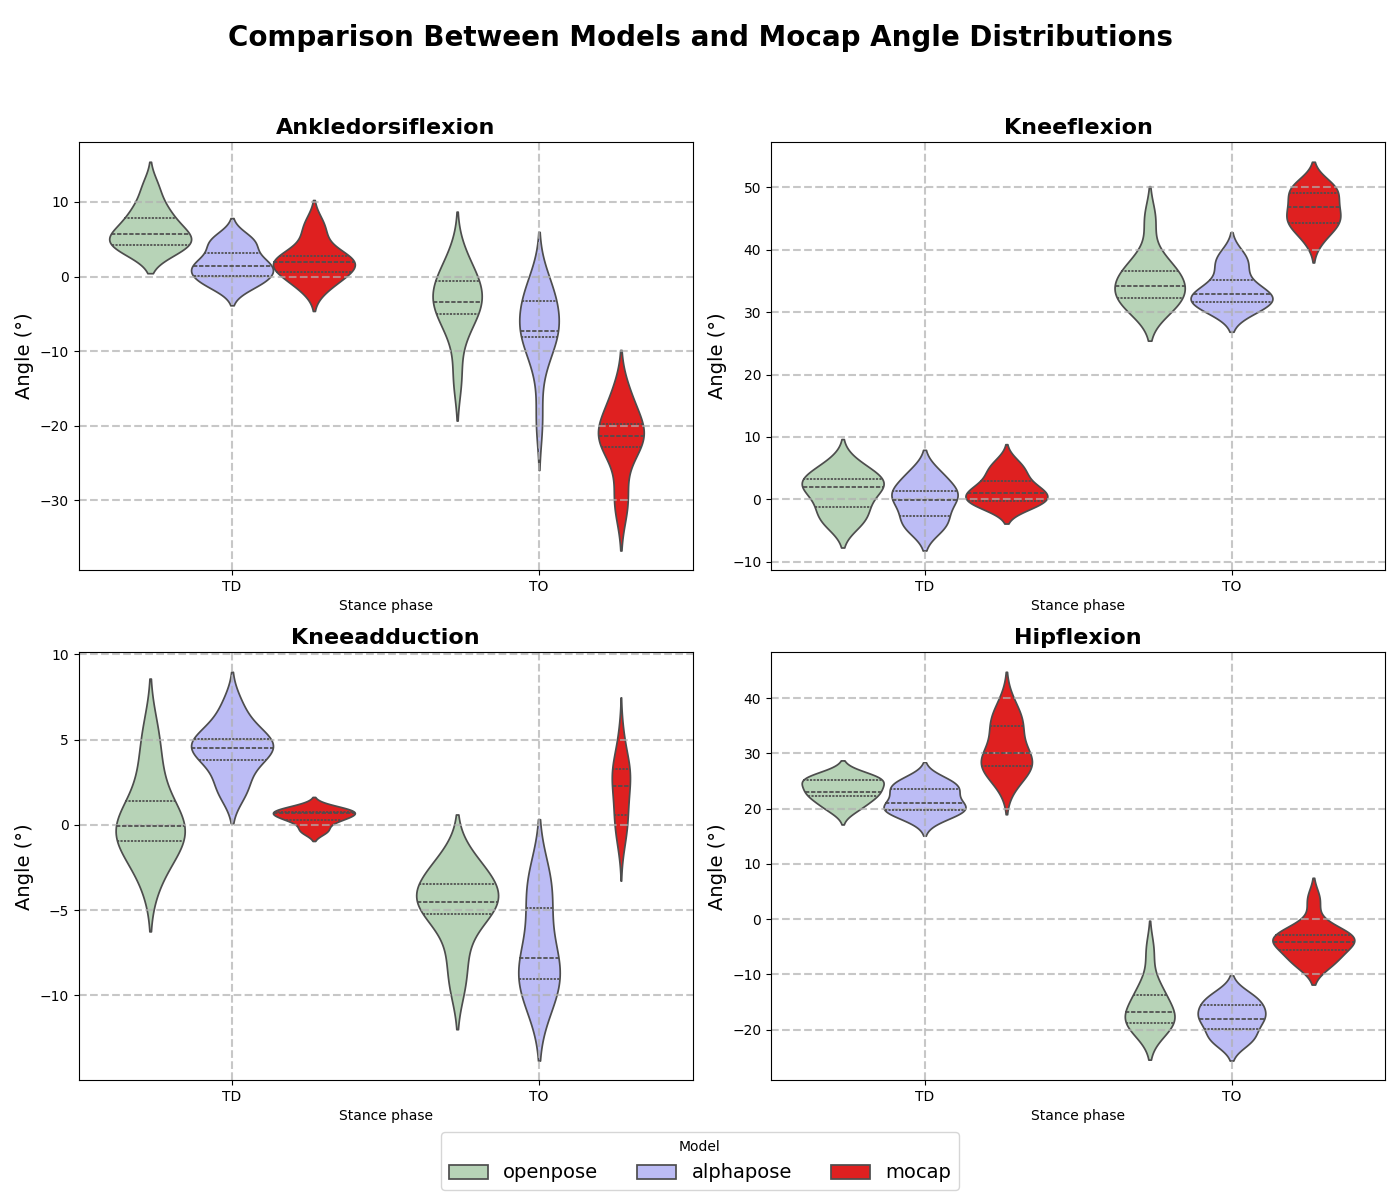 Comparison Between Models and Mocap Angle Distributions
Ankledorsiflexion
Angle (°)
10
0
−10
−20
−30
TD
TO
Stance phase
Kneeflexion
Angle (°)
50
40
30
20
10
0
−10
TD
TO
Stance phase
Kneeadduction
Angle (°)
10
5
0
−5
−10
TD
TO
Stance phase
Hipflexion
Angle (°)
40
30
20
10
0
−10
−20
TD
TO
Stance phase
Model
openpose
alphapose
mocap